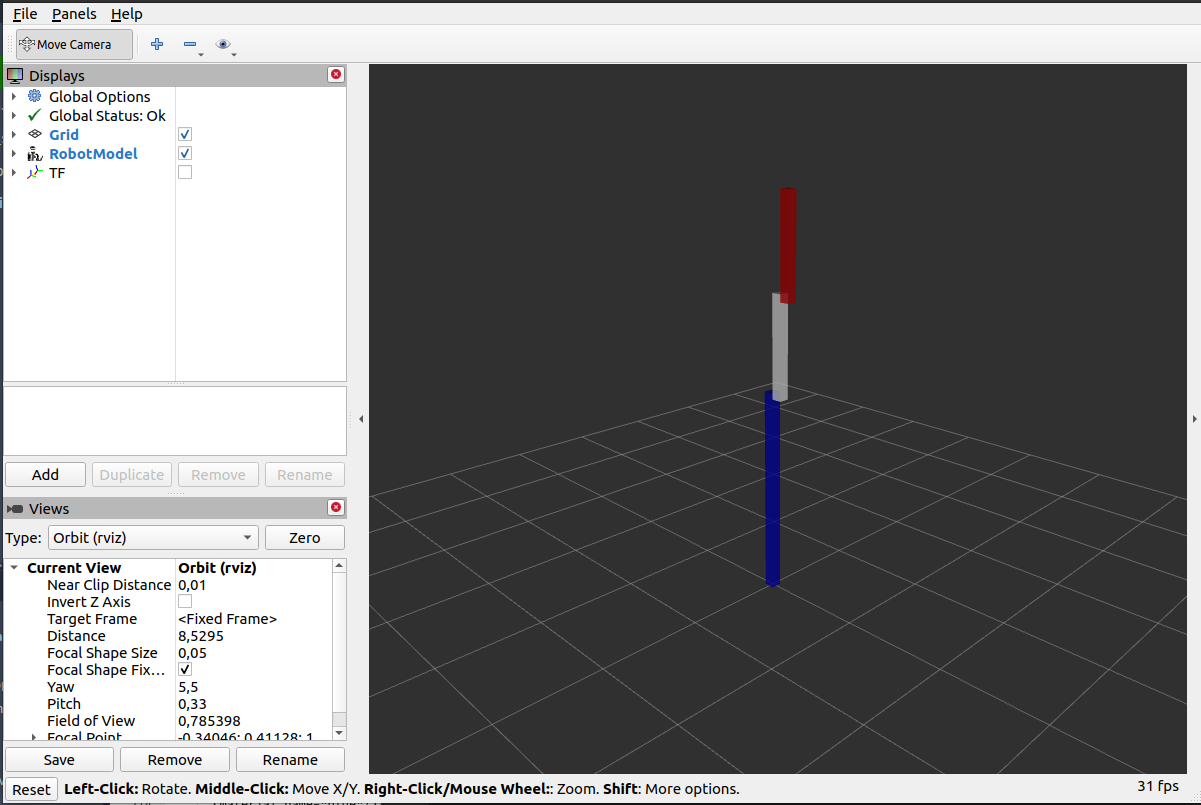 File Panels Help
Move Camera
Displays
Global Options
Global Status: Ok
Grid
RobotModel
TF
Add Duplicate Remove Rename
Views
Type: Orbit (rviz) Zero
Current View Orbit (rviz)
Near Clip Distance 0,01
Invert Z Axis
Target Frame <Fixed Frame>
Distance 8,5295
Focal Shape Size 0,05
Focal Shape Fix...
Yaw 5,5
Pitch 0,33
Field of View 0,785398
Focal Point -0,34046; 0,41128; 1
Save Remove Rename
Reset Left-Click: Rotate. Middle-Click: Move X/Y. Right-Click/Mouse Wheel:: Zoom. Shift: More options. 31 fps